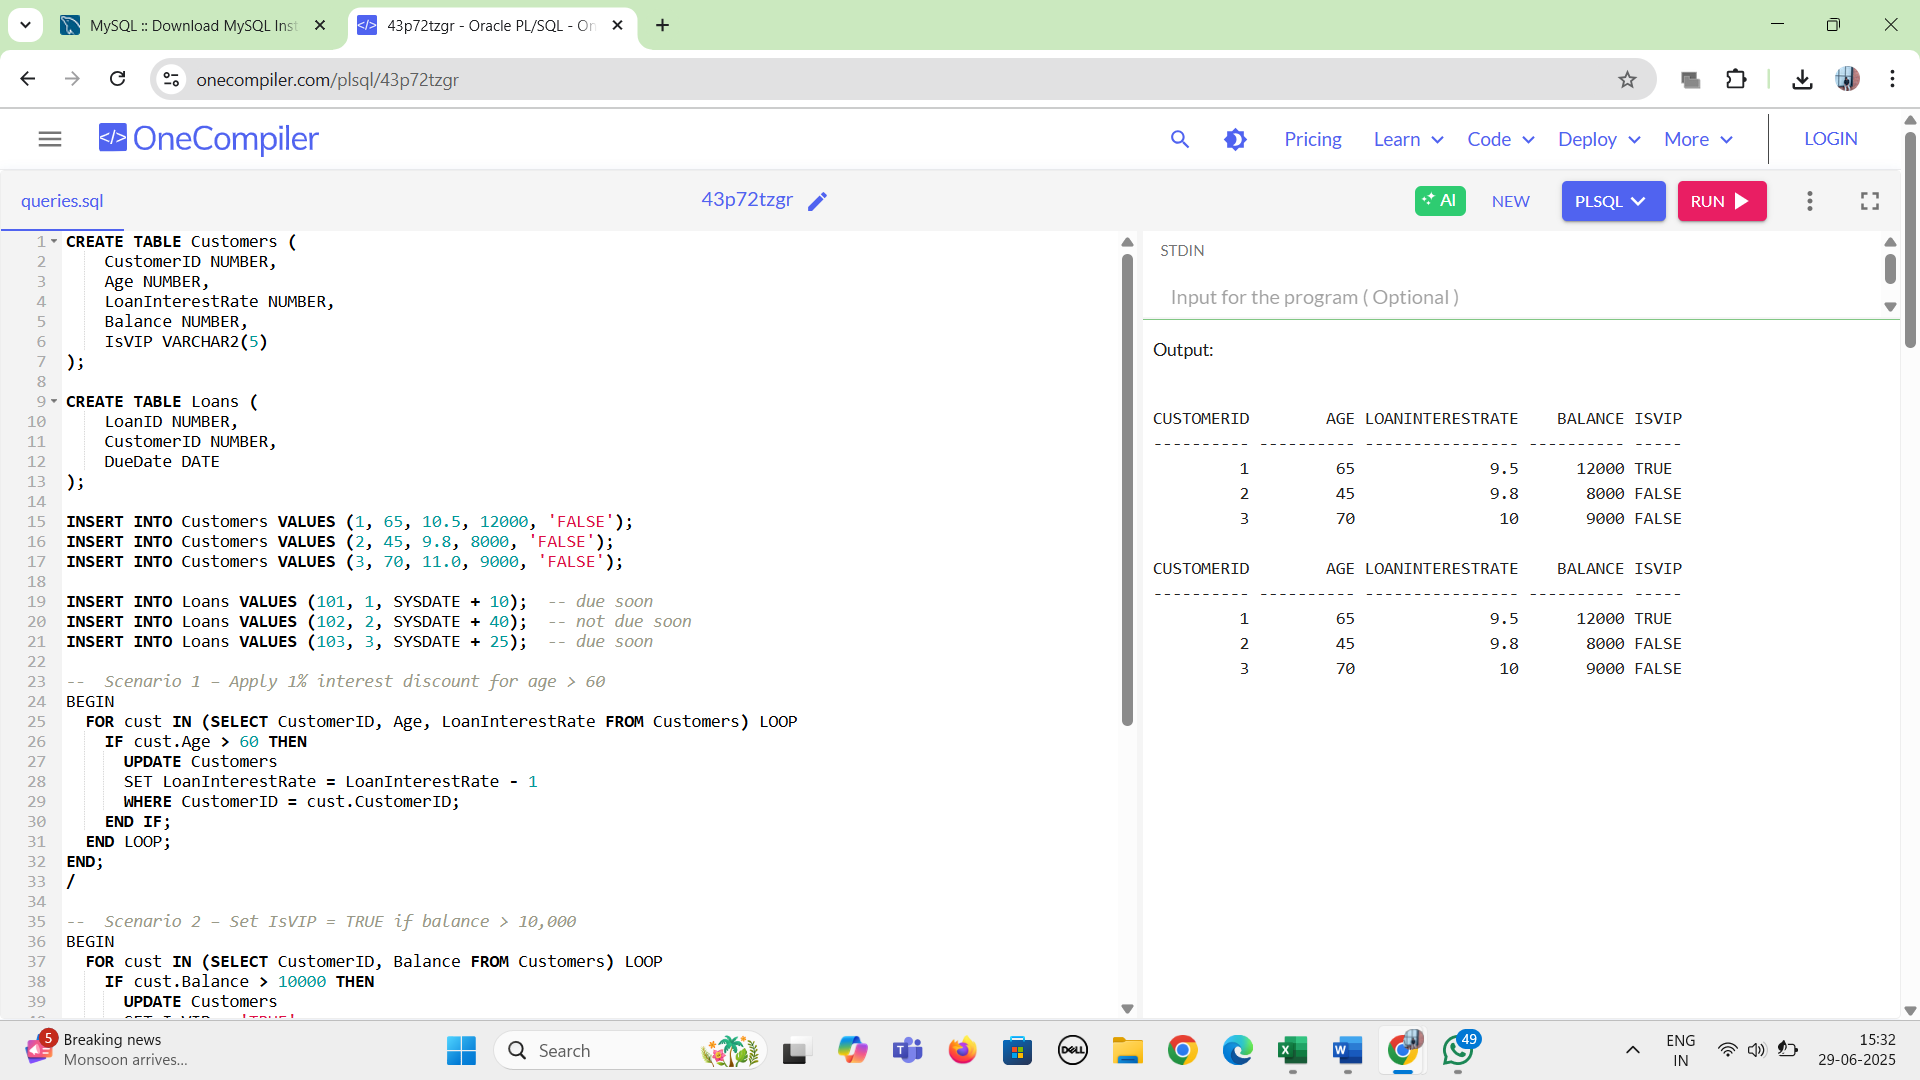 MySQL :: Download MySQL Inst
43p72tzgr - Oracle PL/SQL - On
onecompiler.com/plsql/43p72tzgr
</> OneCompiler
Pricing
Learn
Code
Deploy
More
LOGIN
queries.sql
43p72tzgr
AI
NEW
PLSQL
RUN
1 CREATE TABLE Customers (
2 CustomerID NUMBER,
3 Age NUMBER,
4 LoanInterestRate NUMBER,
5 Balance NUMBER,
6 IsVIP VARCHAR2(5)
7 );
8
9 CREATE TABLE Loans (
10 LoanID NUMBER,
11 CustomerID NUMBER,
12 DueDate DATE
13 );
14
15 INSERT INTO Customers VALUES (1, 65, 10.5, 12000, 'FALSE');
16 INSERT INTO Customers VALUES (2, 45, 9.8, 8000, 'FALSE');
17 INSERT INTO Customers VALUES (3, 70, 11.0, 9000, 'FALSE');
18
19 INSERT INTO Loans VALUES (101, 1, SYSDATE + 10);  -- due soon
20 INSERT INTO Loans VALUES (102, 2, SYSDATE + 40);  -- not due soon
21 INSERT INTO Loans VALUES (103, 3, SYSDATE + 25);  -- due soon
22
23 --  Scenario 1 – Apply 1% interest discount for age > 60
24 BEGIN
25 FOR cust IN (SELECT CustomerID, Age, LoanInterestRate FROM Customers) LOOP
26 IF cust.Age > 60 THEN
27 UPDATE Customers
28 SET LoanInterestRate = LoanInterestRate - 1
29 WHERE CustomerID = cust.CustomerID;
30 END IF;
31 END LOOP;
32 END;
33 /
34
35 --  Scenario 2 – Set IsVIP = TRUE if balance > 10,000
36 BEGIN
37 FOR cust IN (SELECT CustomerID, Balance FROM Customers) LOOP
38 IF cust.Balance > 10000 THEN
39 UPDATE Customers
STDIN
Input for the program ( Optional )
Output:
CUSTOMERID AGE LOANINTERESTRATE BALANCE ISVIP
---------- ---------- ---------------- ---------- -----
1 65 9.5 12000 TRUE
2 45 9.8 8000 FALSE
3 70 10 9000 FALSE
CUSTOMERID AGE LOANINTERESTRATE BALANCE ISVIP
---------- ---------- ---------------- ---------- -----
1 65 9.5 12000 TRUE
2 45 9.8 8000 FALSE
3 70 10 9000 FALSE
5
Breaking news
Monsoon arrives...
Search
DELL
49
ENG
IN
15:32
29-06-2025